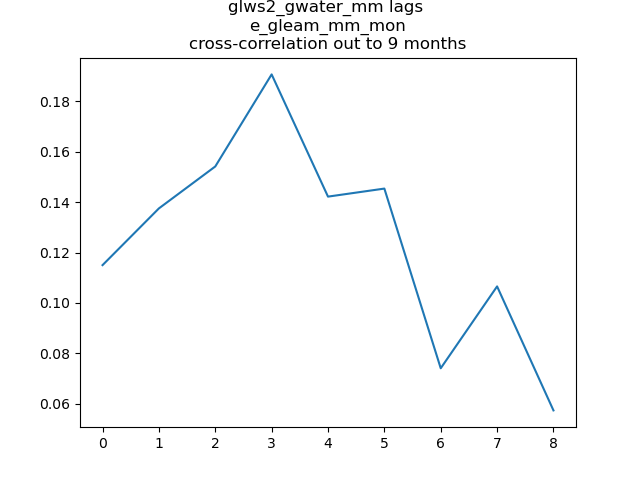 glws2_gwater_mm lags
e_gleam_mm_mon
cross-correlation out to 9 months
0.18
0.16
0.14
0.12
0.10
0.08
0.06
0 1 2 3 4 5 6 7 8